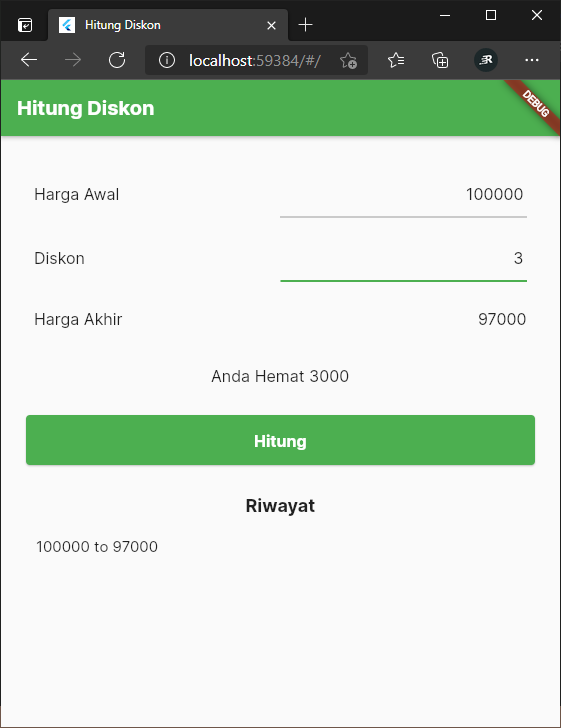 Hitung Diskon
localhost:59384/#/
Hitung Diskon
DEBUG
Harga Awal 100000
Diskon 3
Harga Akhir 97000
Anda Hemat 3000
Hitung
Riwayat
100000 to 97000